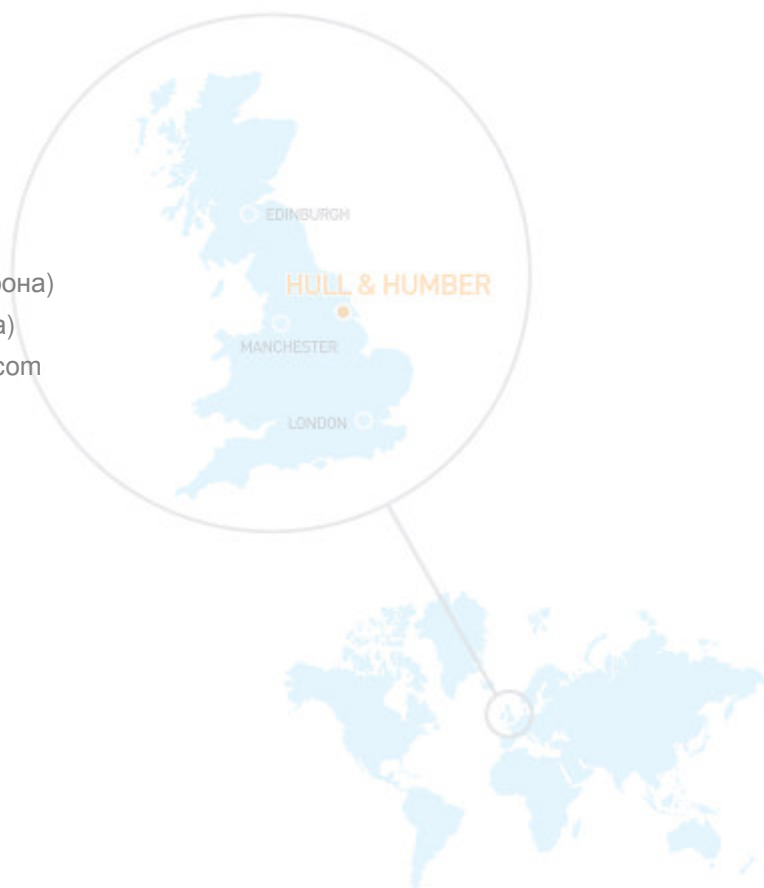 EDINBURGH
она)
HULL & HUMBER
а)
MANCHESTER
com
LONDON